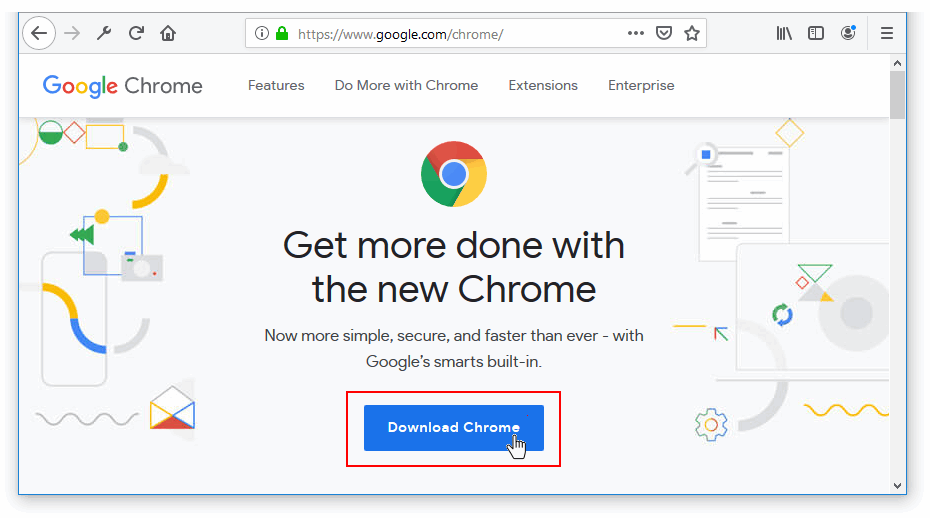 https://www.google.com/chrome/
Google Chrome
Features
Do More with Chrome
Extensions
Enterprise
Get more done with
the new Chrome
Now more simple, secure, and faster than ever - with
Google's smarts built-in.
Download Chrome